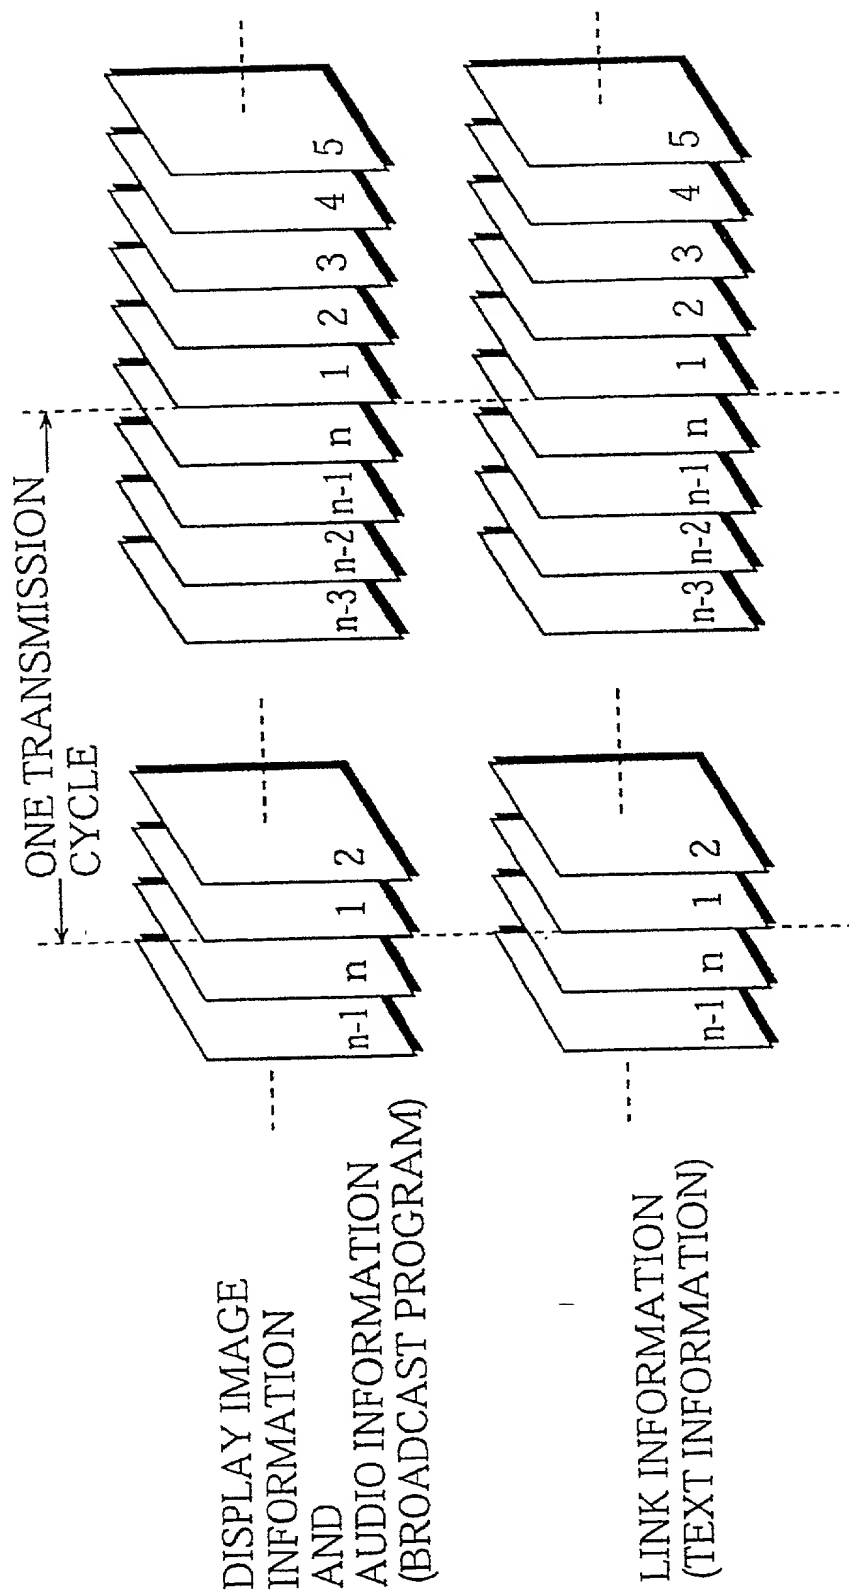 ONE TRANSMISSION
CYCLE
DISPLAY IMAGE
INFORMATION
AND
AUDIO INFORMATION
(BROADCAST PROGRAM)
n-1 n 1 2 n-3 n-2 n-1 n 1 2 3 4 5
LINK INFORMATION
(TEXT INFORMATION)
n-1 n 1 2 n-3 n-2 n-1 n 1 2 3 4 5